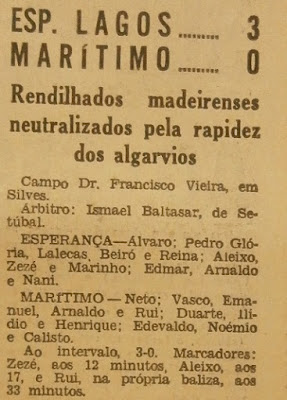 ESP. LAGOS ....... 3
MARÍTIMO ....... 0
Rendilhados madeirenses
neutralizados pela rapidez
dos algarvios
Campo Dr. Francisco Vieira, em
Silves.
Arbitro: Ismael Baltasar, de Se-
túbal.
ESPERANÇA—Alvaro; Pedro Gló-
ria, Lalecas, Beiró e Reina; Aleixo,
Zezé e Marinho; Edmar, Arnaldo
e Nani.
MARíTIMO — Neto; Vasco, Ema-
nuel, Arnaldo e Rui; Duarte, Ilí-
dio e Henrique; Edevaldo, Noémio
e Calisto.
Ao intervalo, 3-0. Marcadores:
Zezé, aos 12 minutos, Aleixo, aos
17, e Rui, na própria baliza, aos
33 minutos.